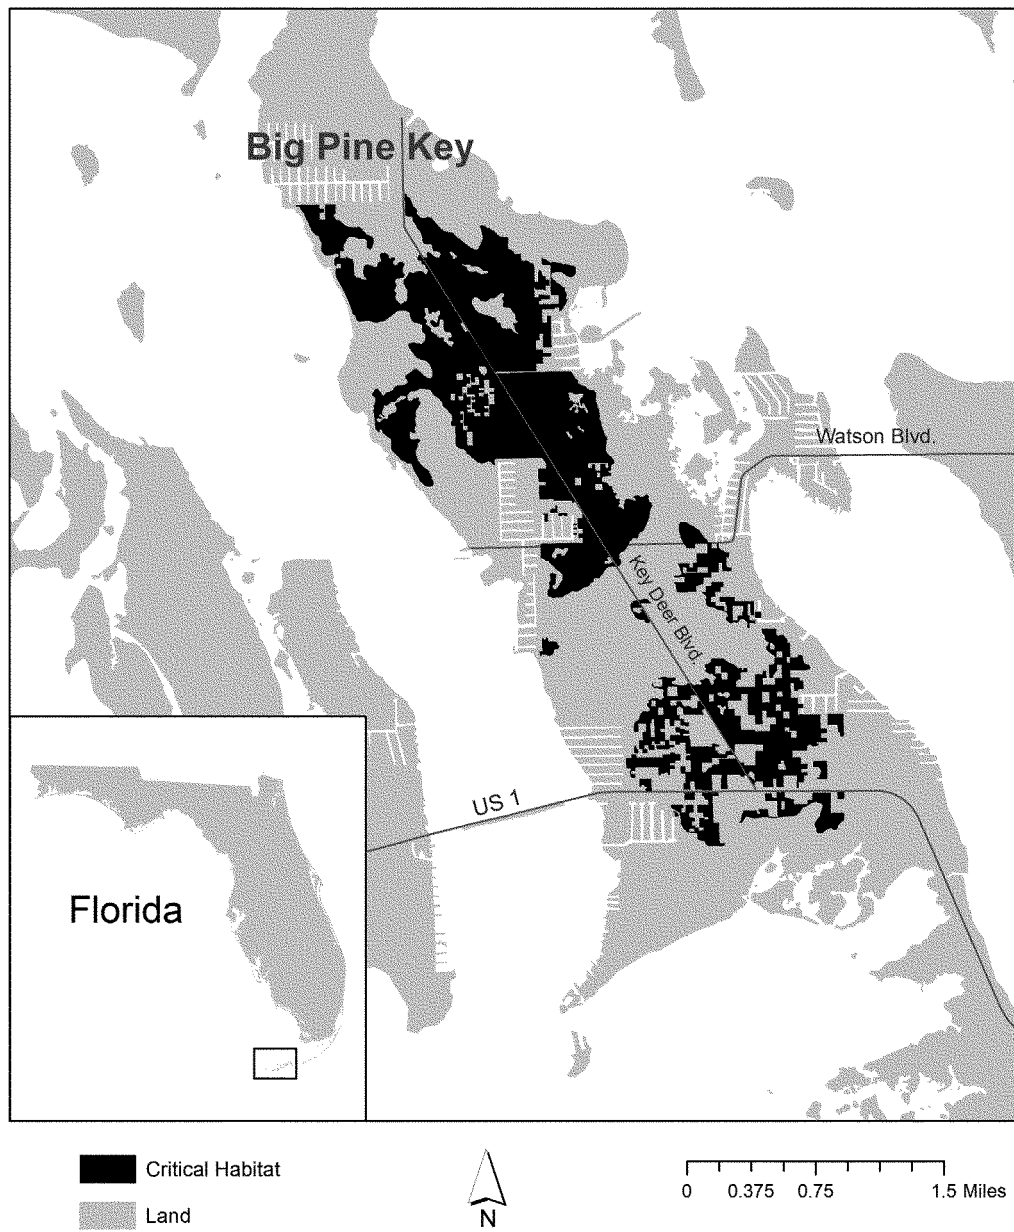 Big Pine Key
Watson Blvd.
Key Deer Blvd.
US 1
Florida
Critical Habitat
Land
N
0 0.375 0.75 1.5 Miles